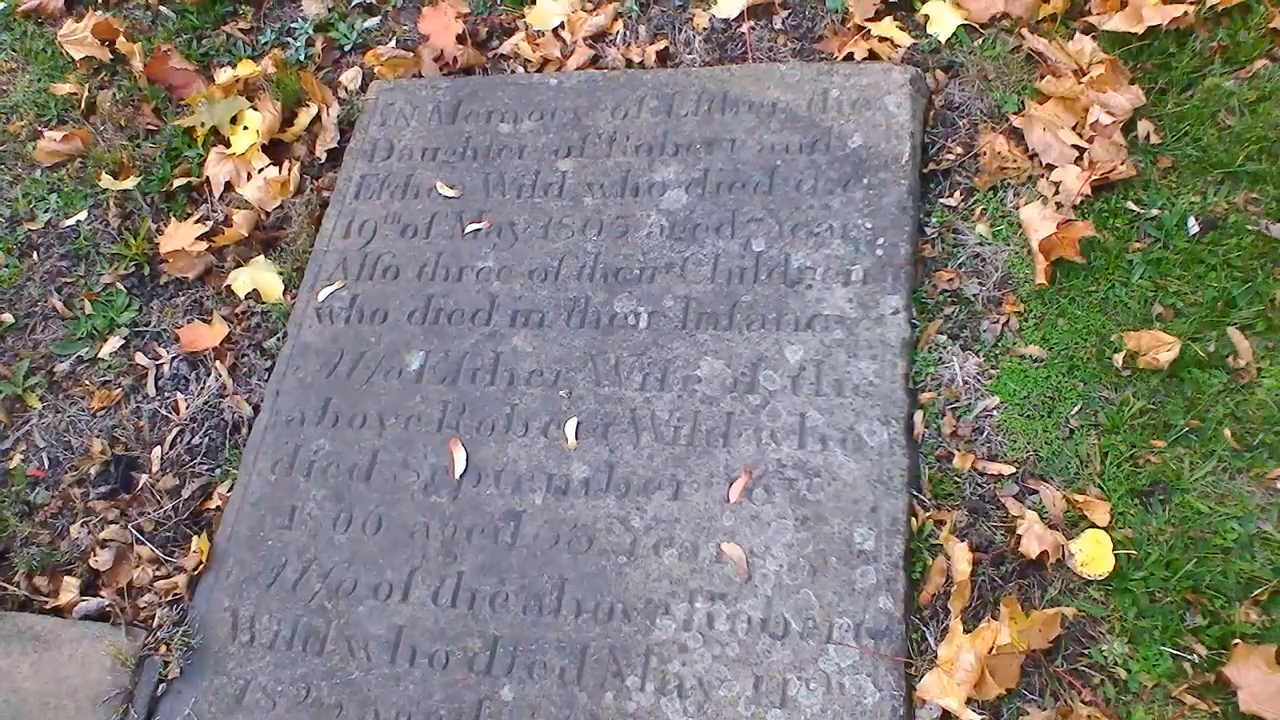 IN Memory of Esther the
Daughter of Robert and
Esther Wild who died the
19th of May aged 7 Years
Alſo three of their Children
who died in their Infancy
Alſo Esther Wife of the
above Robert Wild who
died September
aged Years
Alſo of the above Robert
Wild who died May